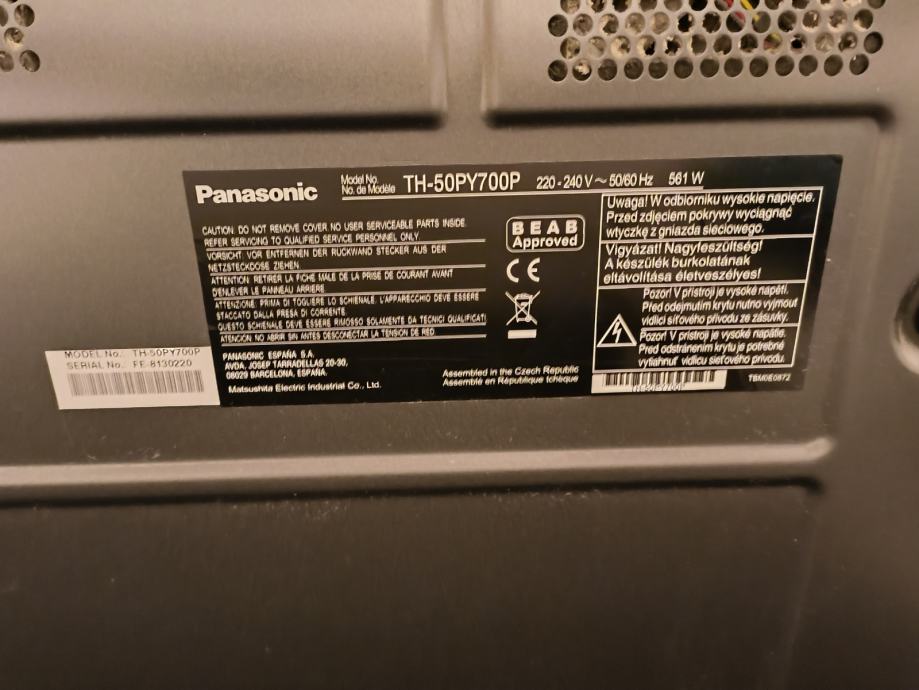 Panasonic
Model No.
No. de Modèle
TH-50PY700P 220 - 240 V ~ 50/60 Hz 561 W
CAUTION: DO NOT REMOVE COVER. NO USER SERVICEABLE PARTS INSIDE.
REFER SERVICING TO QUALIFIED SERVICE PERSONNEL ONLY
VORSICHT: VOR ENTFERNEN DER RÜCKWAND STECKER AUS DER
NETZSTECKDOSE ZIEHEN.
ATTENTION: RETIRER LA FICHE MALE DE LA PRISE DE COURANT AVANT
D'ENLEVER LE PANNEAU ARRIERE.
ATTENZIONE: PRIMA DI TOGLIERE LO SCHIENALE. L'APPARECCHIO DEVE ESSERE
STACCATO DALLA PRESA DI CORRENTE.
QUESTO SCHIENALE DEVE ESSERE RIMOSSO SOLAMENTE DA TECNICI QUALIFICATI.
ATENCION: NO ABRIR SIN ANTES DESCONECTAR LA TENSION DE RED.
PANASONIC ESPAÑA S.A.
AVDA. JOSEP TARRADELLAS 20-30,
08029 BARCELONA, ESPAÑA.
Matsushita Electric Industrial Co., Ltd.
BEAB
Approved
CE
Assembled in the Czech Republic
Assemblé en République tchèque
Uwaga! W odbiorniku wysokie napięcie.
Przed zdjęciem pokrywy wyciągnąć
wtyczkę z gniazda sieciowego.
Vigyázat! Nagyfeszültség!
A készülék burkolatának
eltávolítása életveszélyes!
Pozor! V přístroji je vysoké napětí.
Před odejmutím krytu nutno vyjmout
vidlici síťového přívodu ze zásuvky.
Pozor! V prístroji je vysoké napätie.
Pred odstránením krytu je potrebné
vytiahnuť vidlicu sieťového prívodu.
TBM0E0872
MODEL No.: TH-50PY700P
SERIAL No.: FE-8130220